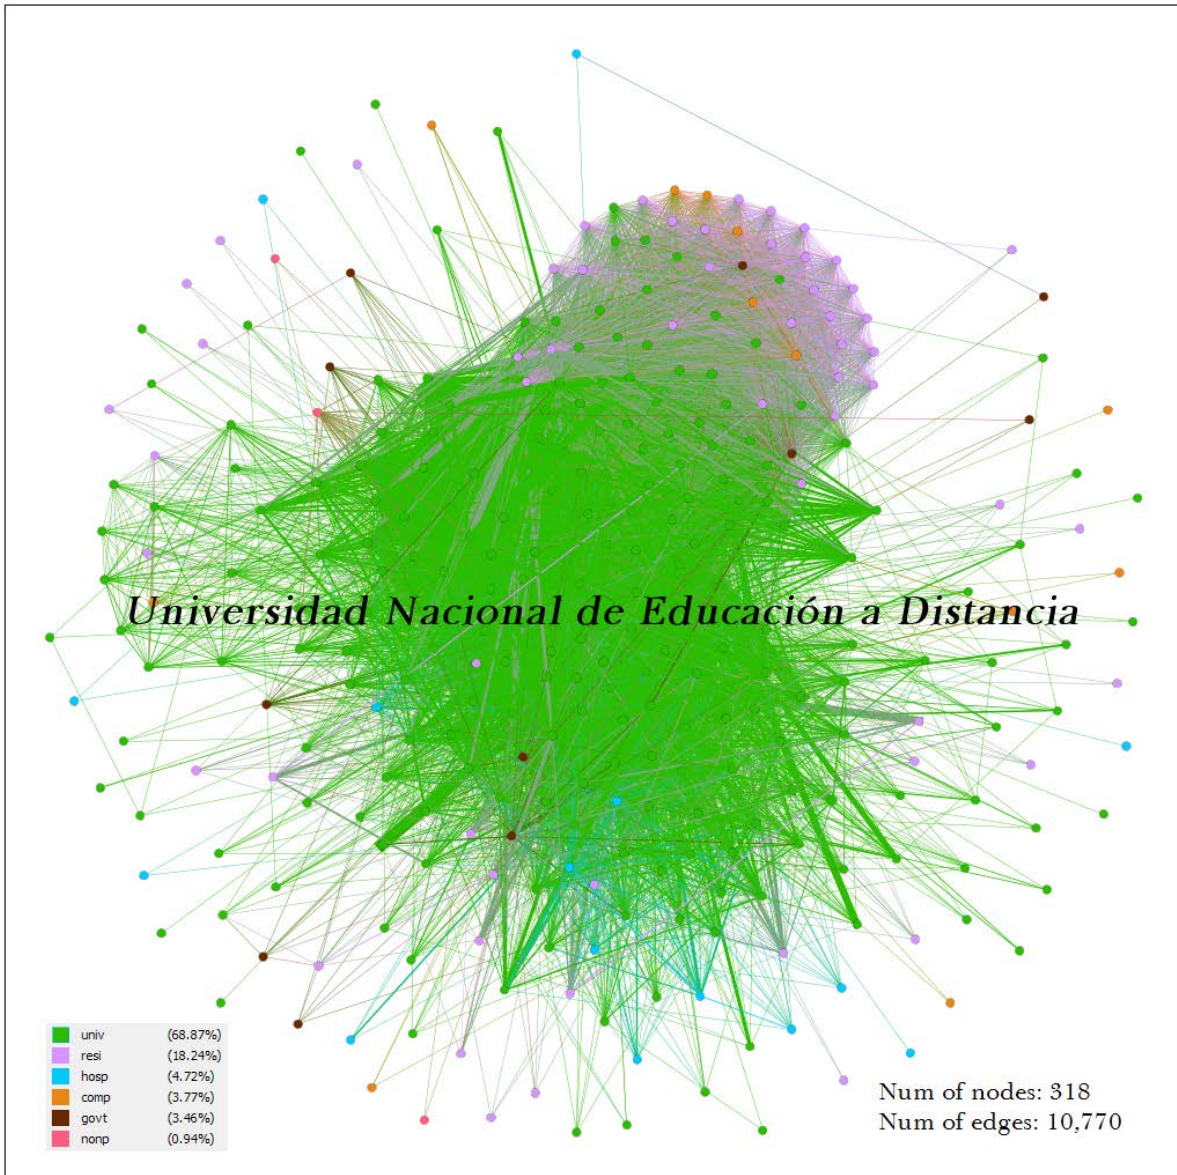 Universidad Nacional de Educación a Distancia
univ (68.87%)
resi (18.24%)
hosp (4.72%)
comp (3.77%)
govt (3.46%)
nonp (0.94%)
Num of nodes: 318
Num of edges: 10,770